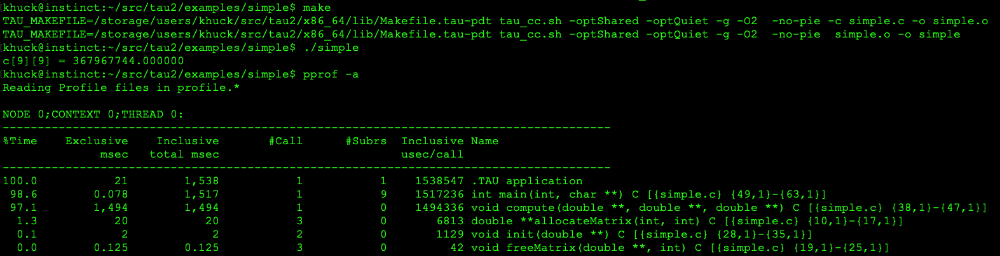 khuck@instinct:~/src/tau2/examples/simple$ make
TAU_MAKEFILE=/storage/users/khuck/src/tau2/x86_64/lib/Makefile.tau-pdt tau_cc.sh -optShared -optQuiet -g -O2  -no-pie -c simple.c -o simple.o
TAU_MAKEFILE=/storage/users/khuck/src/tau2/x86_64/lib/Makefile.tau-pdt tau_cc.sh -optShared -optQuiet -g -O2  -no-pie  simple.o -o simple
khuck@instinct:~/src/tau2/examples/simple$ ./simple
c[9][9] = 367967744.000000
khuck@instinct:~/src/tau2/examples/simple$ pprof -a
Reading Profile files in profile.*

NODE 0;CONTEXT 0;THREAD 0:
---------------------------------------------------------------------------------------
%Time    Exclusive    Inclusive       #Call      #Subrs  Inclusive Name
              msec   total msec                          usec/call
---------------------------------------------------------------------------------------
100.0           21        1,538           1           1    1538547 .TAU application
 98.6        0.078        1,517           1           9    1517236 int main(int, char **) C [{simple.c} {49,1}-{63,1}]
 97.1        1,494        1,494           1           0    1494336 void compute(double **, double **, double **) C [{simple.c} {38,1}-{47,1}]
  1.3           20           20           3           0       6813 double **allocateMatrix(int, int) C [{simple.c} {10,1}-{17,1}]
  0.1            2            2           2           0       1129 void init(double **) C [{simple.c} {28,1}-{35,1}]
  0.0        0.125        0.125           3           0         42 void freeMatrix(double **, int) C [{simple.c} {19,1}-{25,1}]